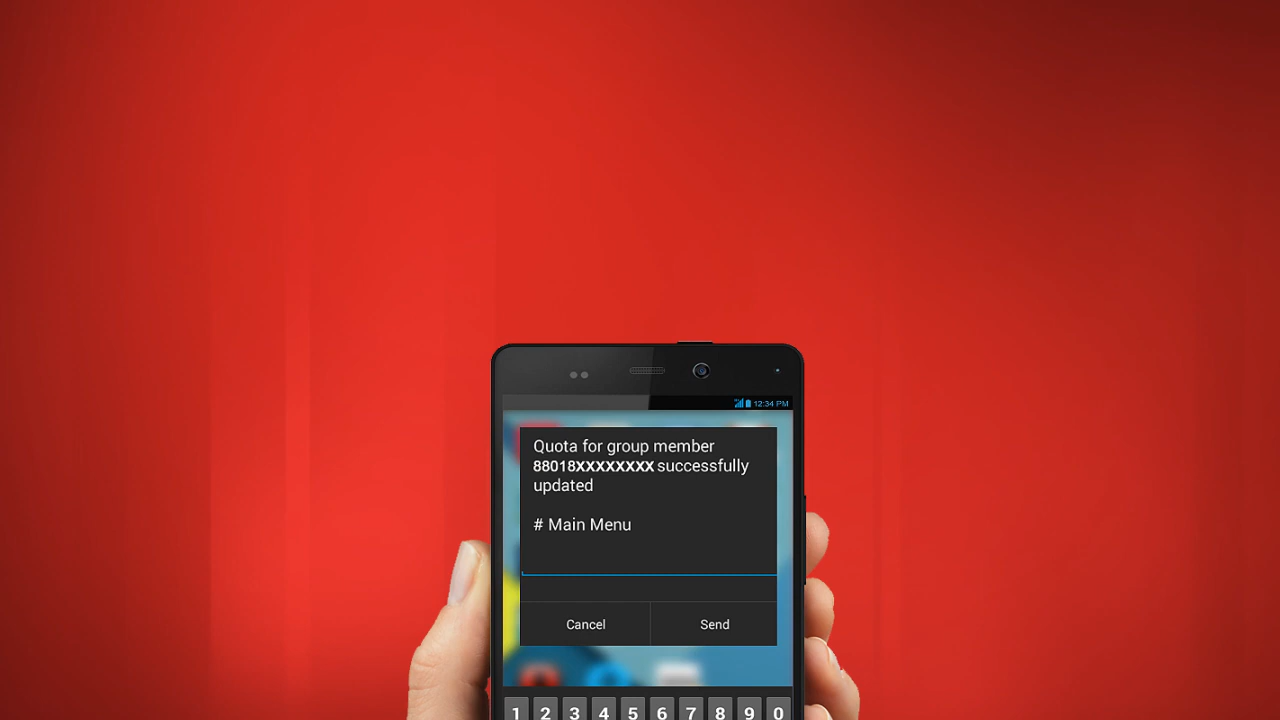 12:34 PM
Quota for group member
88018XXXXXXXX successfully
updated
# Main Menu
Cancel
Send
1 2 3 4 5 6 7 8 9 0